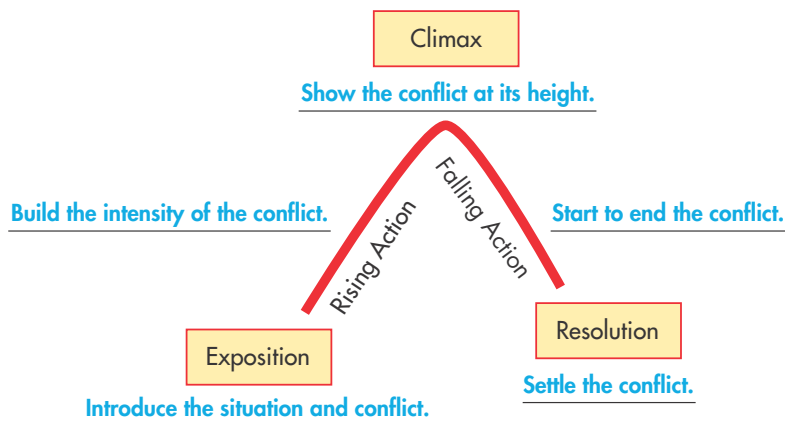 Climax
Show the conflict at its height.
Build the intensity of the conflict.
Rising Action
Falling Action
Start to end the conflict.
Exposition
Introduce the situation and conflict.
Resolution
Settle the conflict.